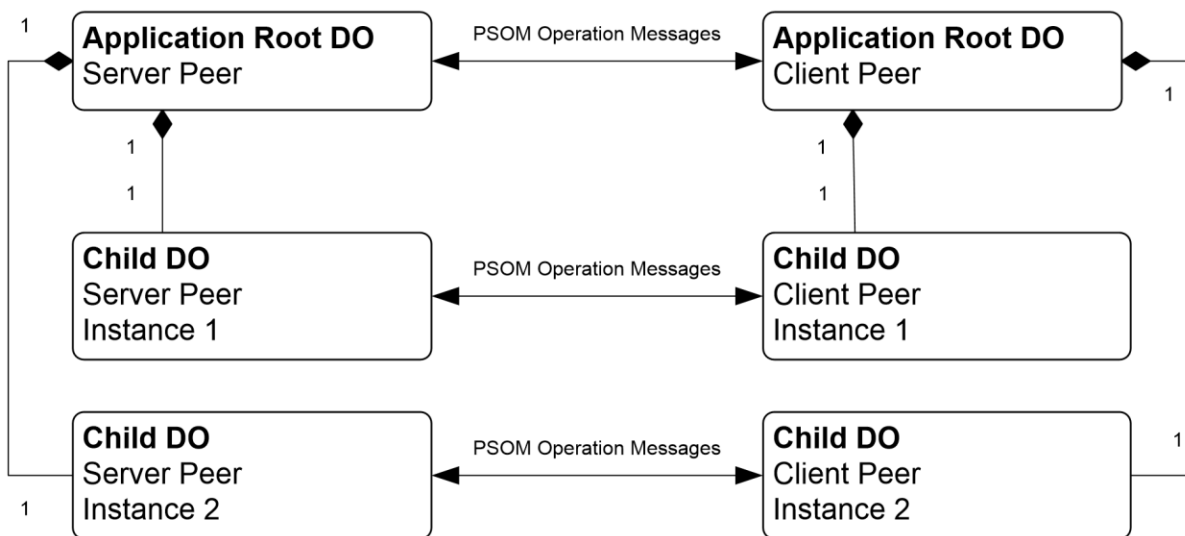 1
Application Root DO
Server Peer
PSOM Operation Messages
Application Root DO
Client Peer
1
1
1
1
1
Child DO
Server Peer
Instance 1
PSOM Operation Messages
Child DO
Client Peer
Instance 1
Child DO
Server Peer
Instance 2
PSOM Operation Messages
Child DO
Client Peer
Instance 2
1
1